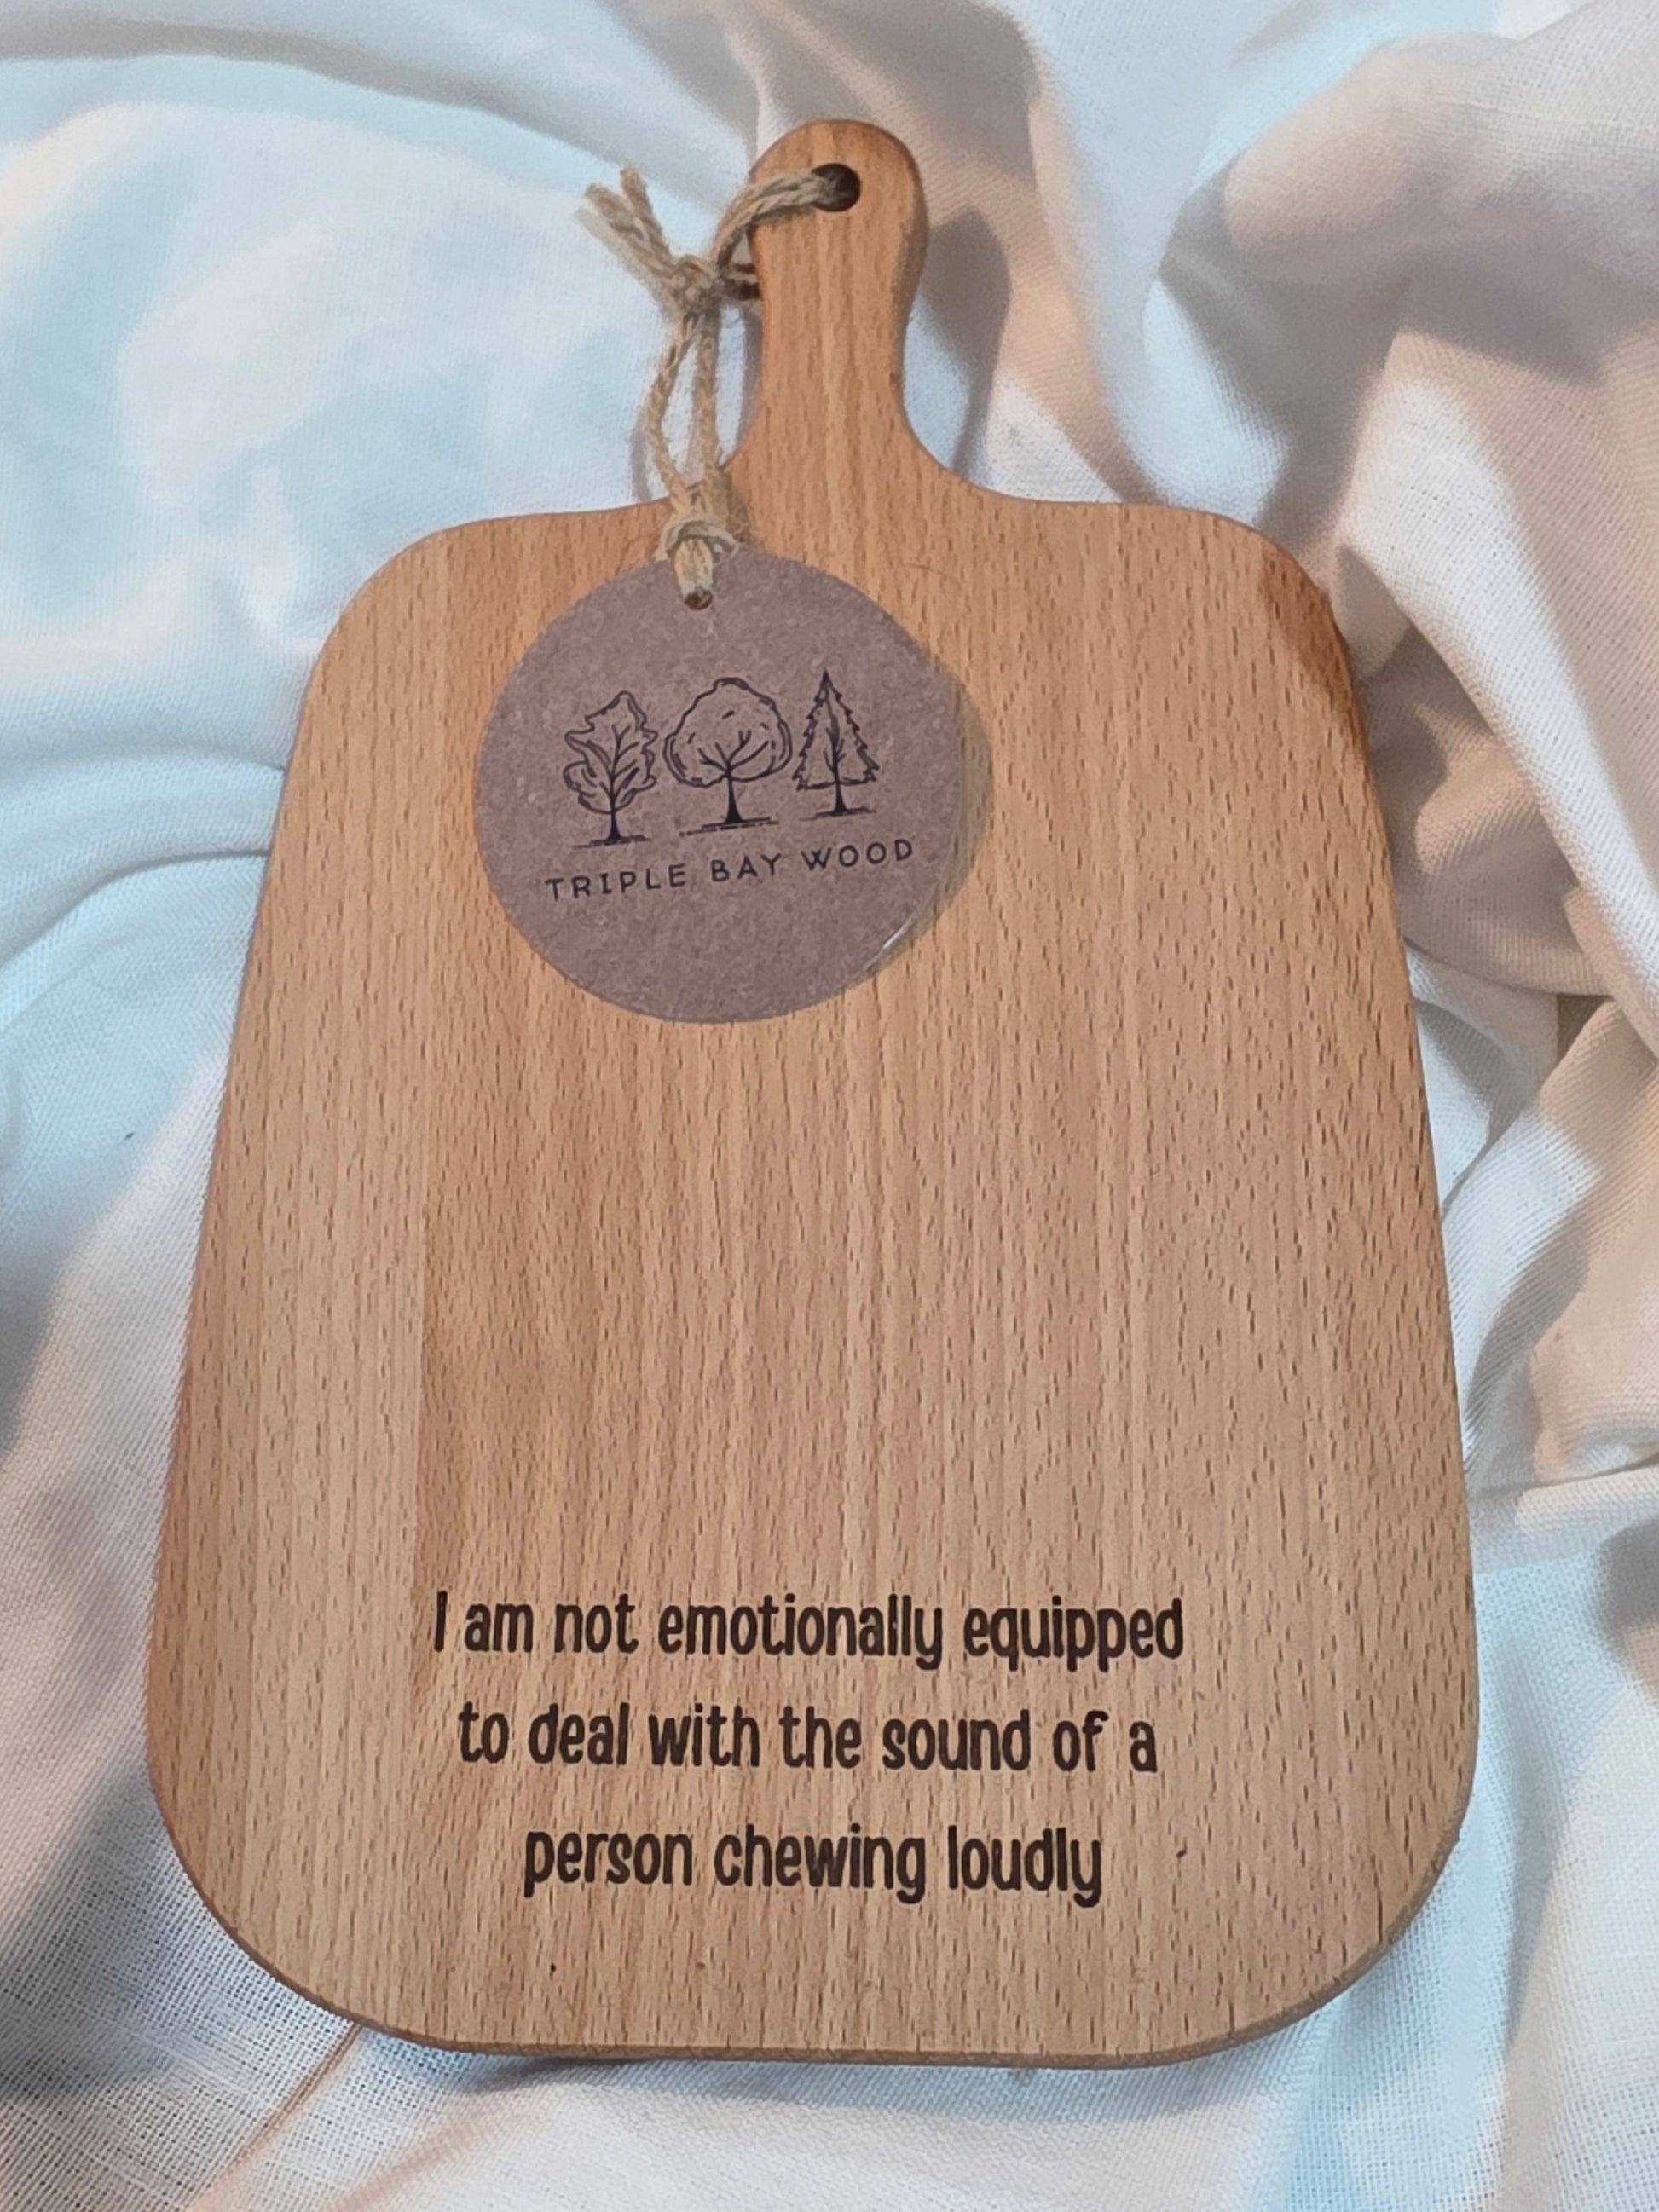 TRIPLE BAY WOOD
I am not emotionally equipped
to deal with the sound of a
person chewing loudly